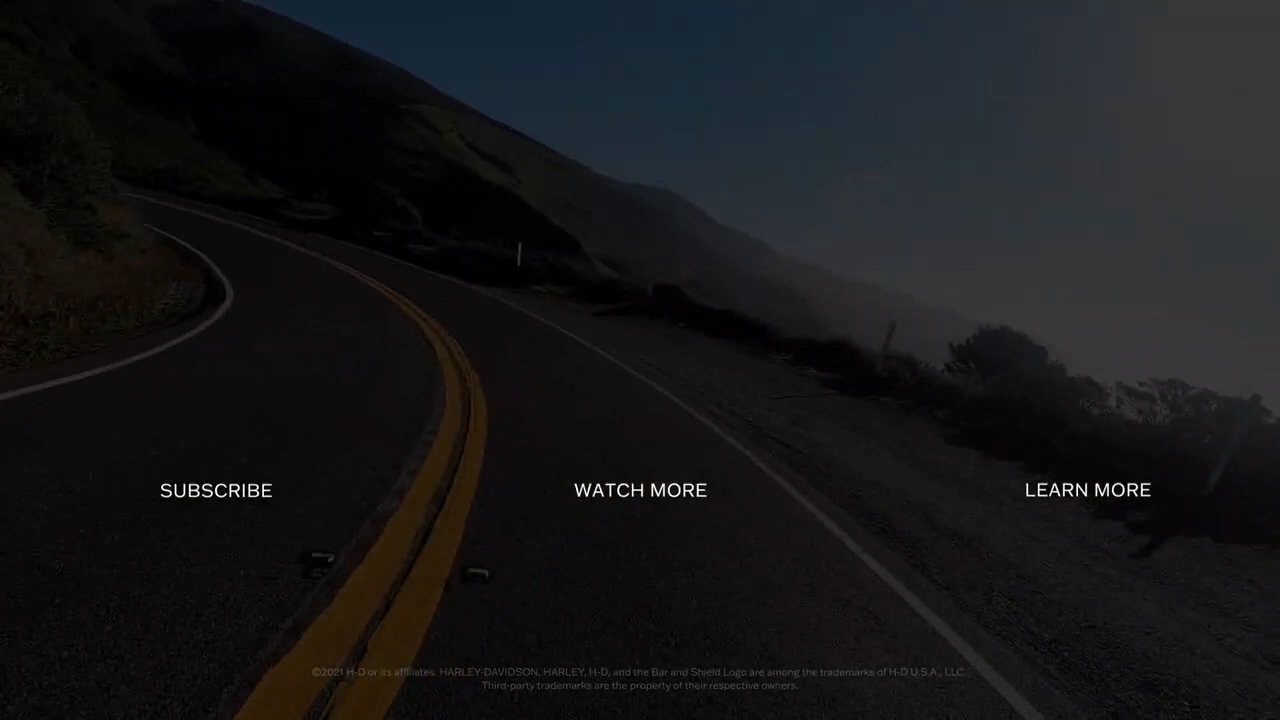 SUBSCRIBE
WATCH MORE
LEARN MORE
©2021 H-D or its affiliates. HARLEY-DAVIDSON, HARLEY, H-D, and the Bar and Shield Logo are among the trademarks of H-D U.S.A., LLC.
Third-party trademarks are the property of their respective owners.